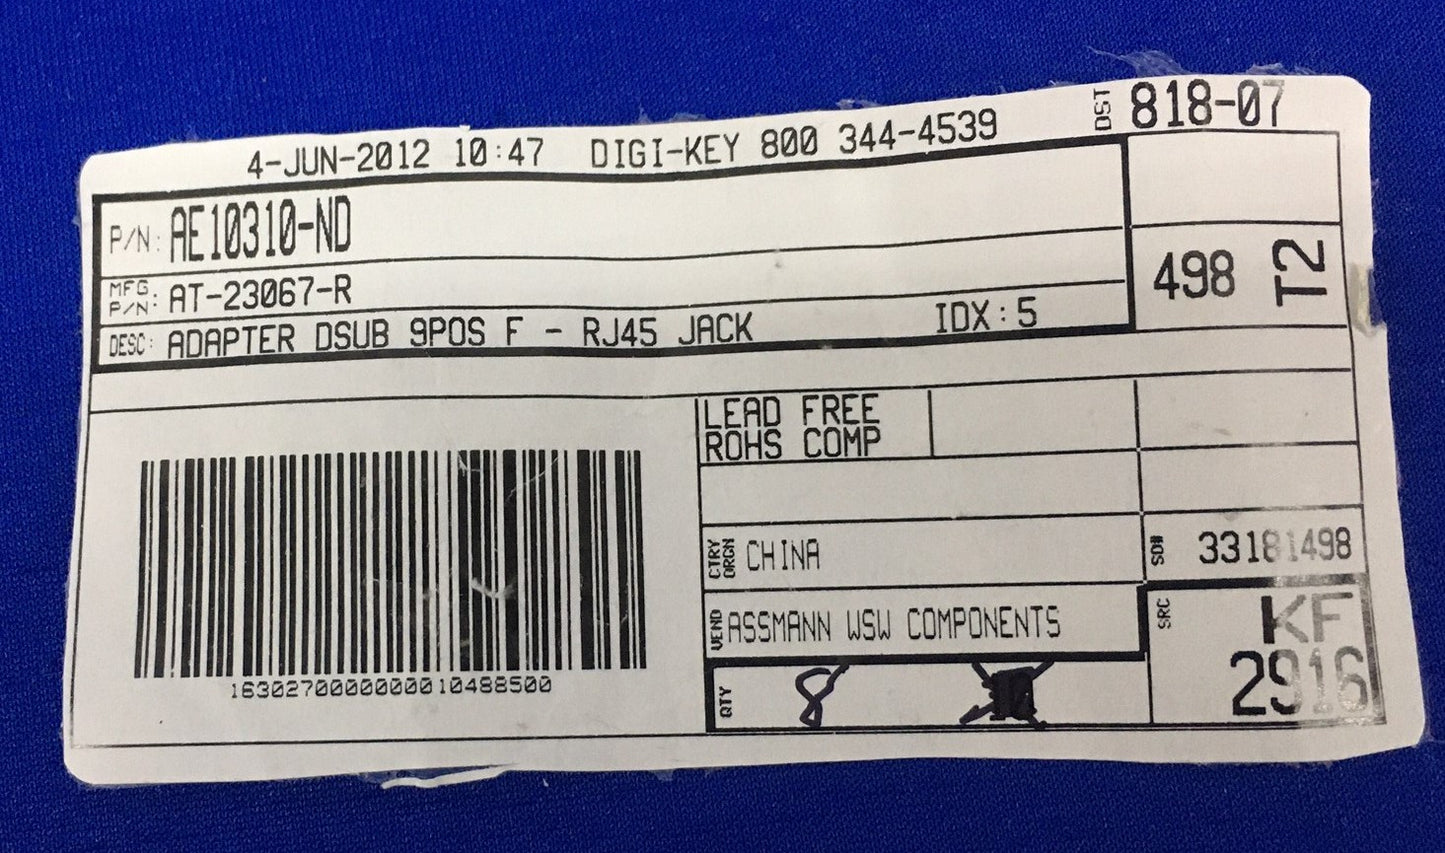 DST 818-07
4-JUN-2012 10:47 DIGI-KEY 800 344-4539
P/N: AE10310-ND
498 T2
MFG P/N: AT-23067-R
DESC: ADAPTER DSUB 9POS F - RJ45 JACK IDX:5
LEAD FREE
ROHS COMP
CTRY ORGN CHINA
SO# 33181498
VEND ASSMANN WSW COMPONENTS
SRC KF
2916
QTY 8